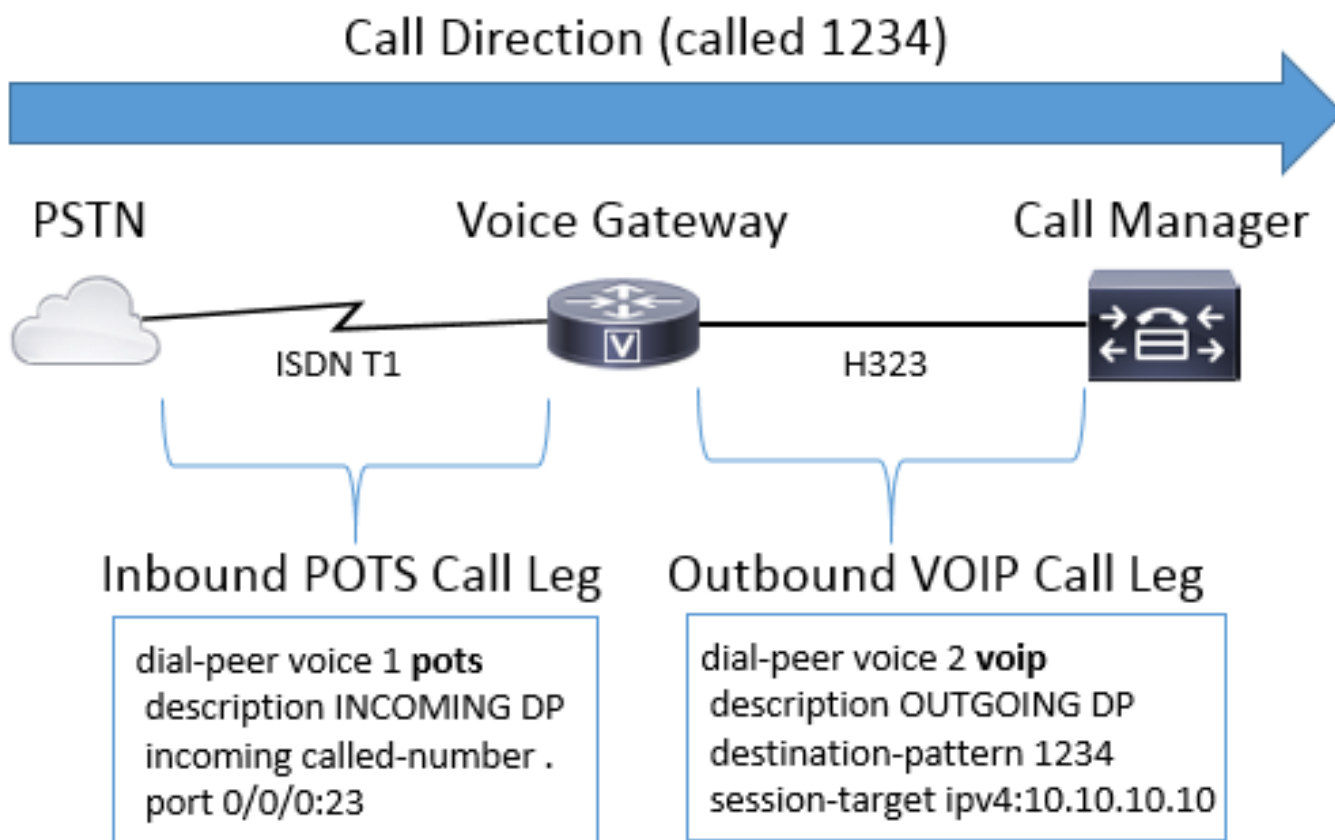 Call Direction (called 1234)
PSTN
Voice Gateway
Call Manager
ISDN T1
V
H323
Inbound POTS Call Leg
Outbound VOIP Call Leg
dial-peer voice 1 pots
description INCOMING DP
incoming called-number .
port 0/0/0:23
dial-peer voice 2 voip
description OUTGOING DP
destination-pattern 1234
session-target ipv4:10.10.10.10